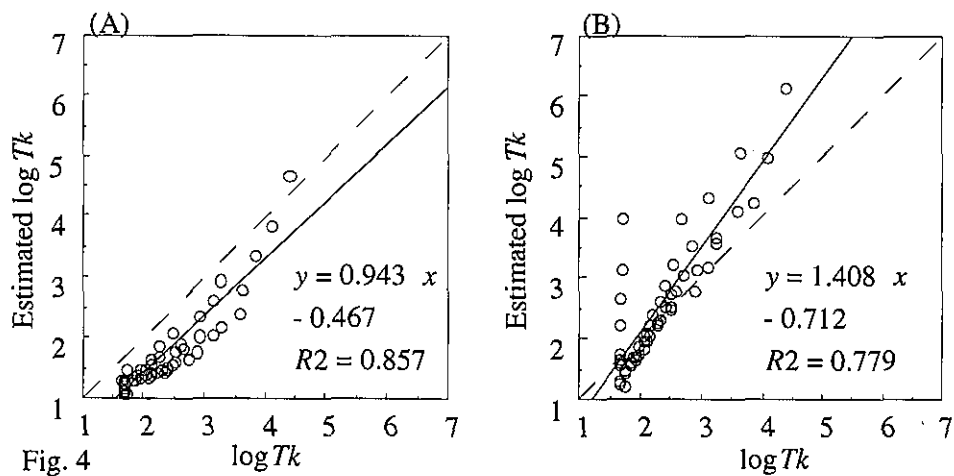 (A)
7
6
5
4
3
2
1
Estimated log Tk
y = 0.943 x
- 0.467
R2 = 0.857
1 2 3 4 5 6 7
log Tk
(B)
7
6
5
4
3
2
1
Estimated log Tk
y = 1.408 x
- 0.712
R2 = 0.779
1 2 3 4 5 6 7
log Tk
Fig. 4